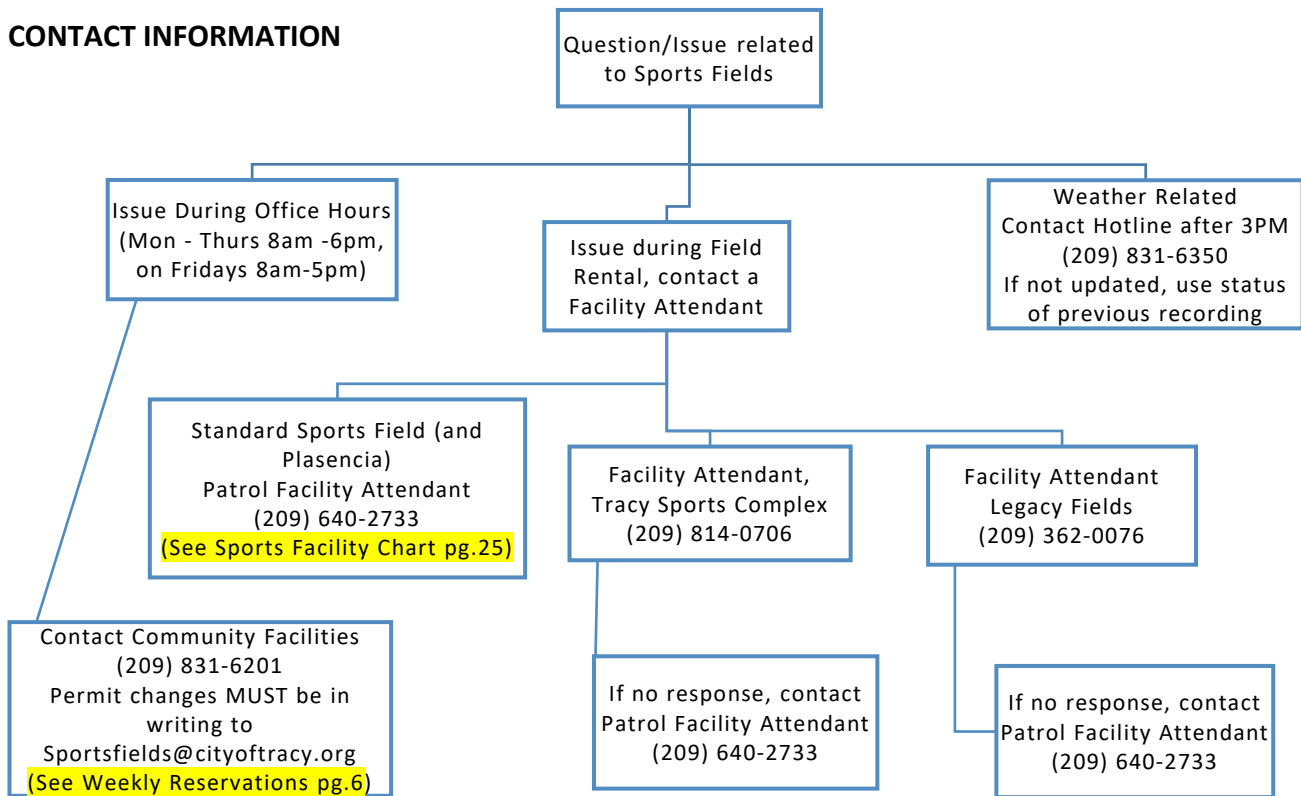 CONTACT INFORMATION
Question/Issue related
to Sports Fields
Issue During Office Hours
(Mon - Thurs 8am -6pm,
on Fridays 8am-5pm)
Issue during Field
Rental, contact a
Facility Attendant
Weather Related
Contact Hotline after 3PM
(209) 831-6350
If not updated, use status
of previous recording
Standard Sports Field (and
Plasencia)
Patrol Facility Attendant
(209) 640-2733
(See Sports Facility Chart pg.25)
Facility Attendant,
Tracy Sports Complex
(209) 814-0706
Facility Attendant
Legacy Fields
(209) 362-0076
Contact Community Facilities
(209) 831-6201
Permit changes MUST be in
writing to
Sportsfields@cityoftracy.org
(See Weekly Reservations pg.6)
If no response, contact
Patrol Facility Attendant
(209) 640-2733
If no response, contact
Patrol Facility Attendant
(209) 640-2733